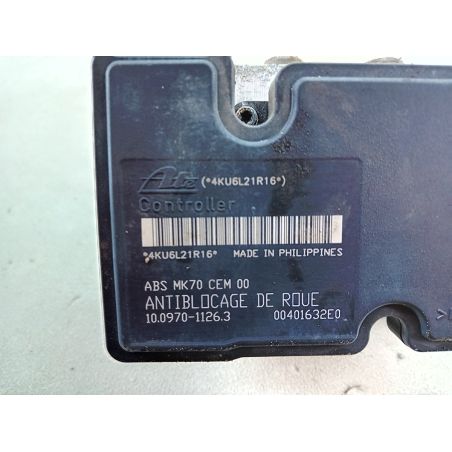 Ate (*4KU6L21R16*)
Controller
*4KU6L21R16* MADE IN PHILIPPINES
ABS MK70 CEM 00
ANTIBLOCAGE DE ROUE
10.0970-1126.3 00401632E0